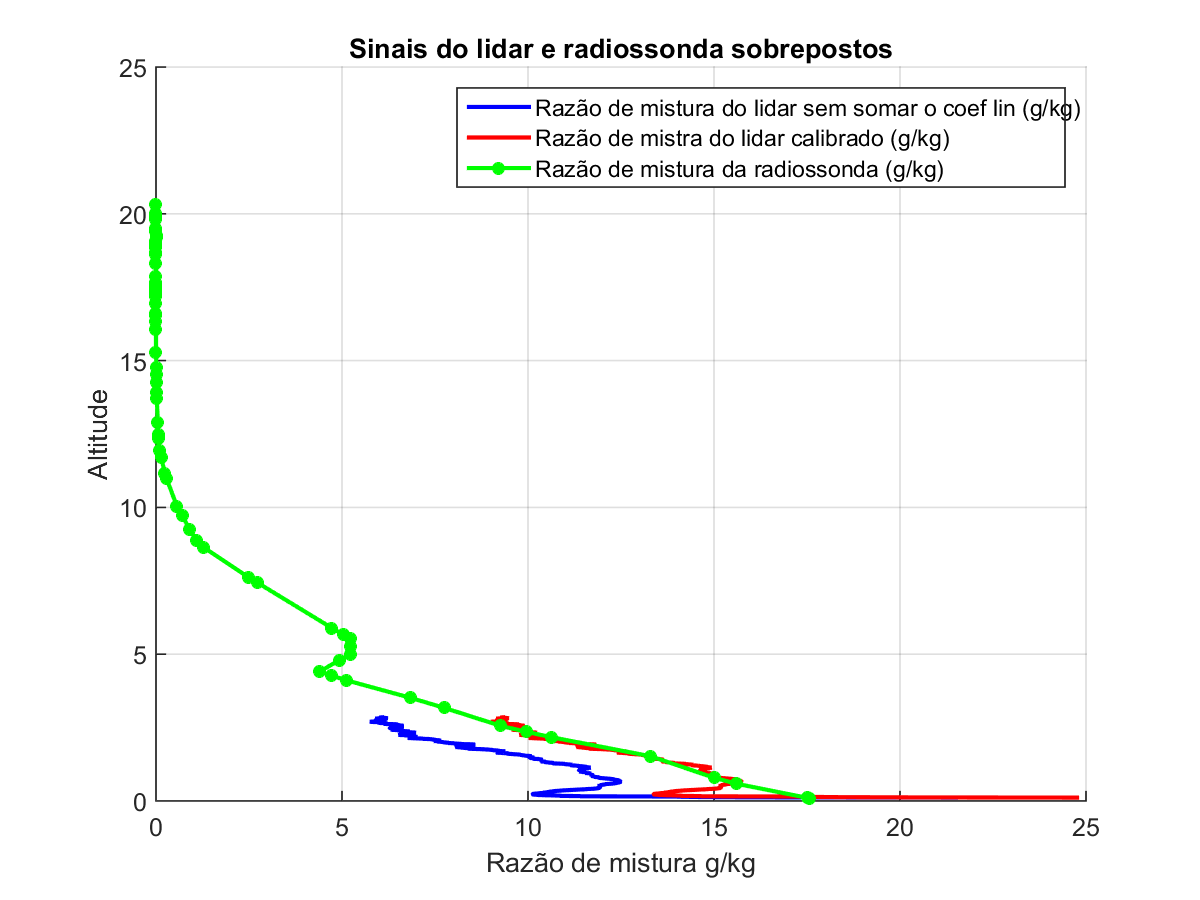 Sinais do lidar e radiossonda sobrepostos
25
Razão de mistura do lidar sem somar o coef lin (g/kg)
Razão de mistra do lidar calibrado (g/kg)
Razão de mistura da radiossonda (g/kg)
20
15
Altitude
10
5
0
0 5 10 15 20 25
Razão de mistura g/kg